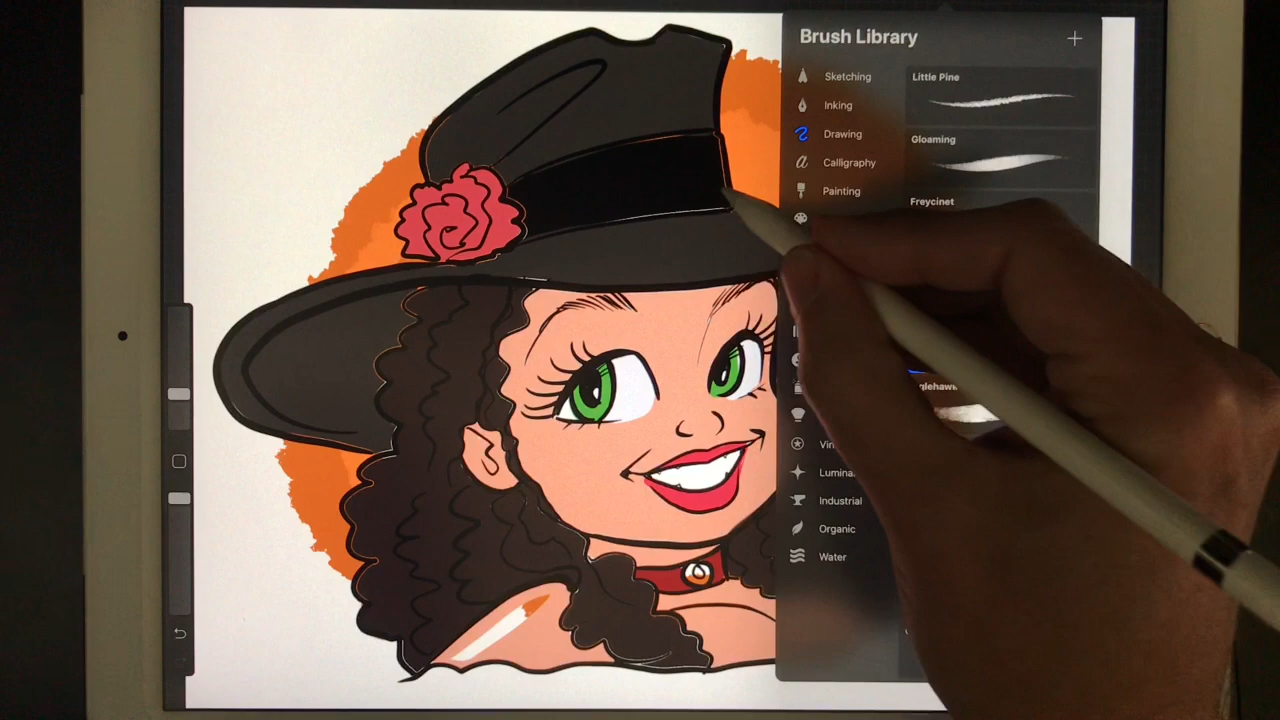 Brush Library
Sketching
Inking
Drawing
Calligraphy
Painting
Industrial
Organic
Water
Little Pine
Gloaming
Freycinet